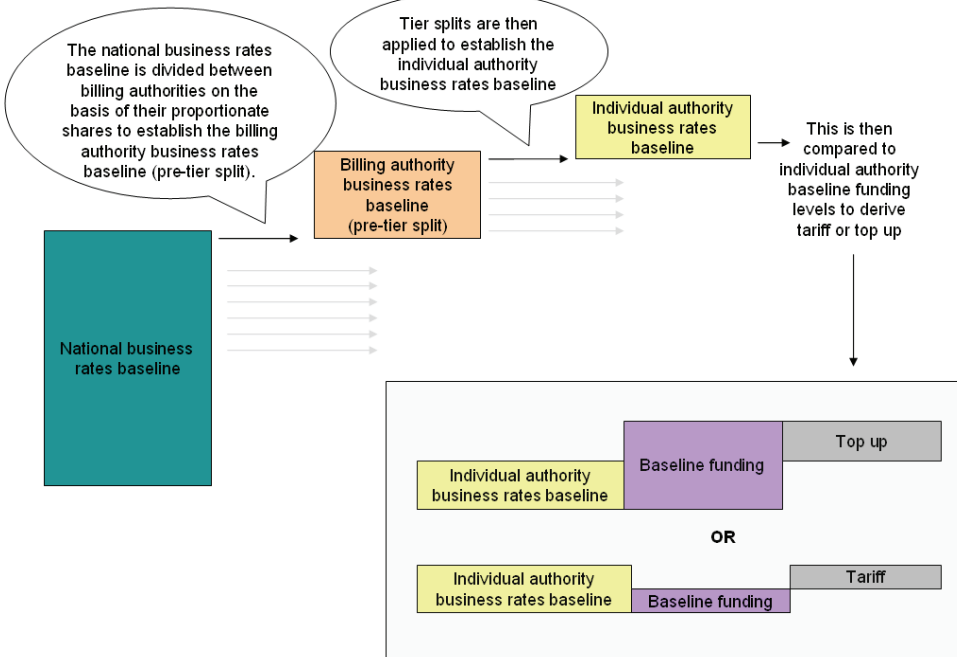 The national business rates
baseline is divided between
billing authorities on the
basis of their proportionate
shares to establish the billing
authority business rates
baseline (pre-tier split).
Tier splits are then
applied to establish the
individual authority
business rates baseline
National business
rates baseline
Billing authority
business rates
baseline
(pre-tier split)
Individual authority
business rates
baseline
This is then
compared to
individual authority
baseline funding
levels to derive
tariff or top up
Individual authority
business rates baseline
Baseline funding
Top up
OR
Individual authority
business rates baseline
Baseline funding
Tariff